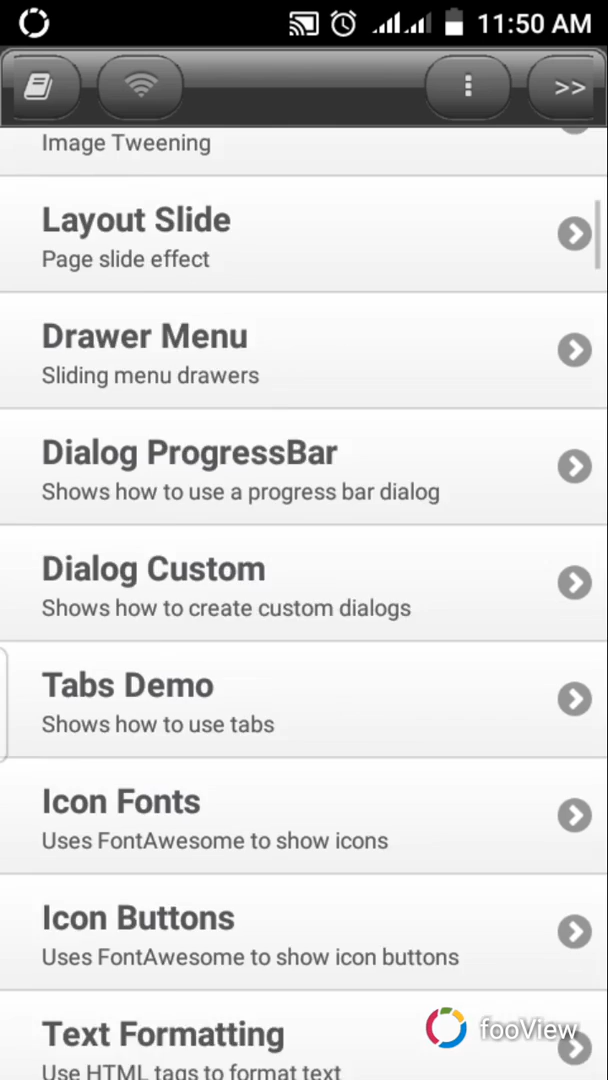 11:50 AM
>>
Image Tweening
Layout Slide
Page slide effect
Drawer Menu
Sliding menu drawers
Dialog ProgressBar
Shows how to use a progress bar dialog
Dialog Custom
Shows how to create custom dialogs
Tabs Demo
Shows how to use tabs
Icon Fonts
Uses FontAwesome to show icons
Icon Buttons
Uses FontAwesome to show icon buttons
Text Formatting
fooView
Use HTML tags to format text